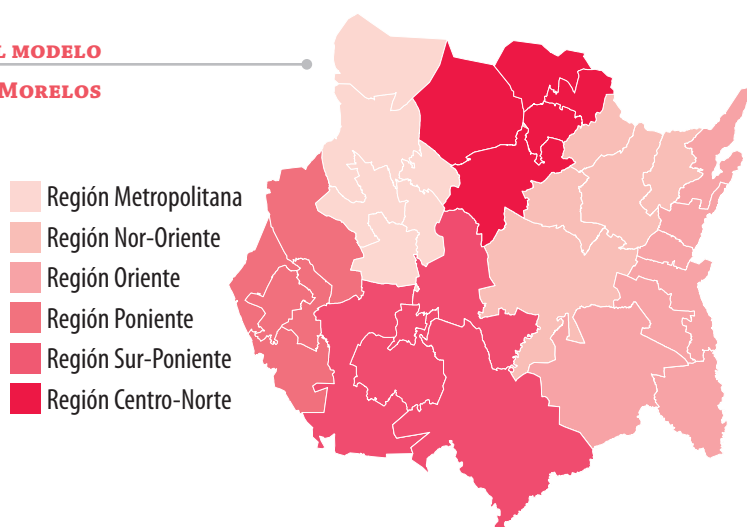 L MODELO
MORELOS
Región Metropolitana
Región Nor-Oriente
Región Oriente
Región Poniente
Región Sur-Poniente
Región Centro-Norte